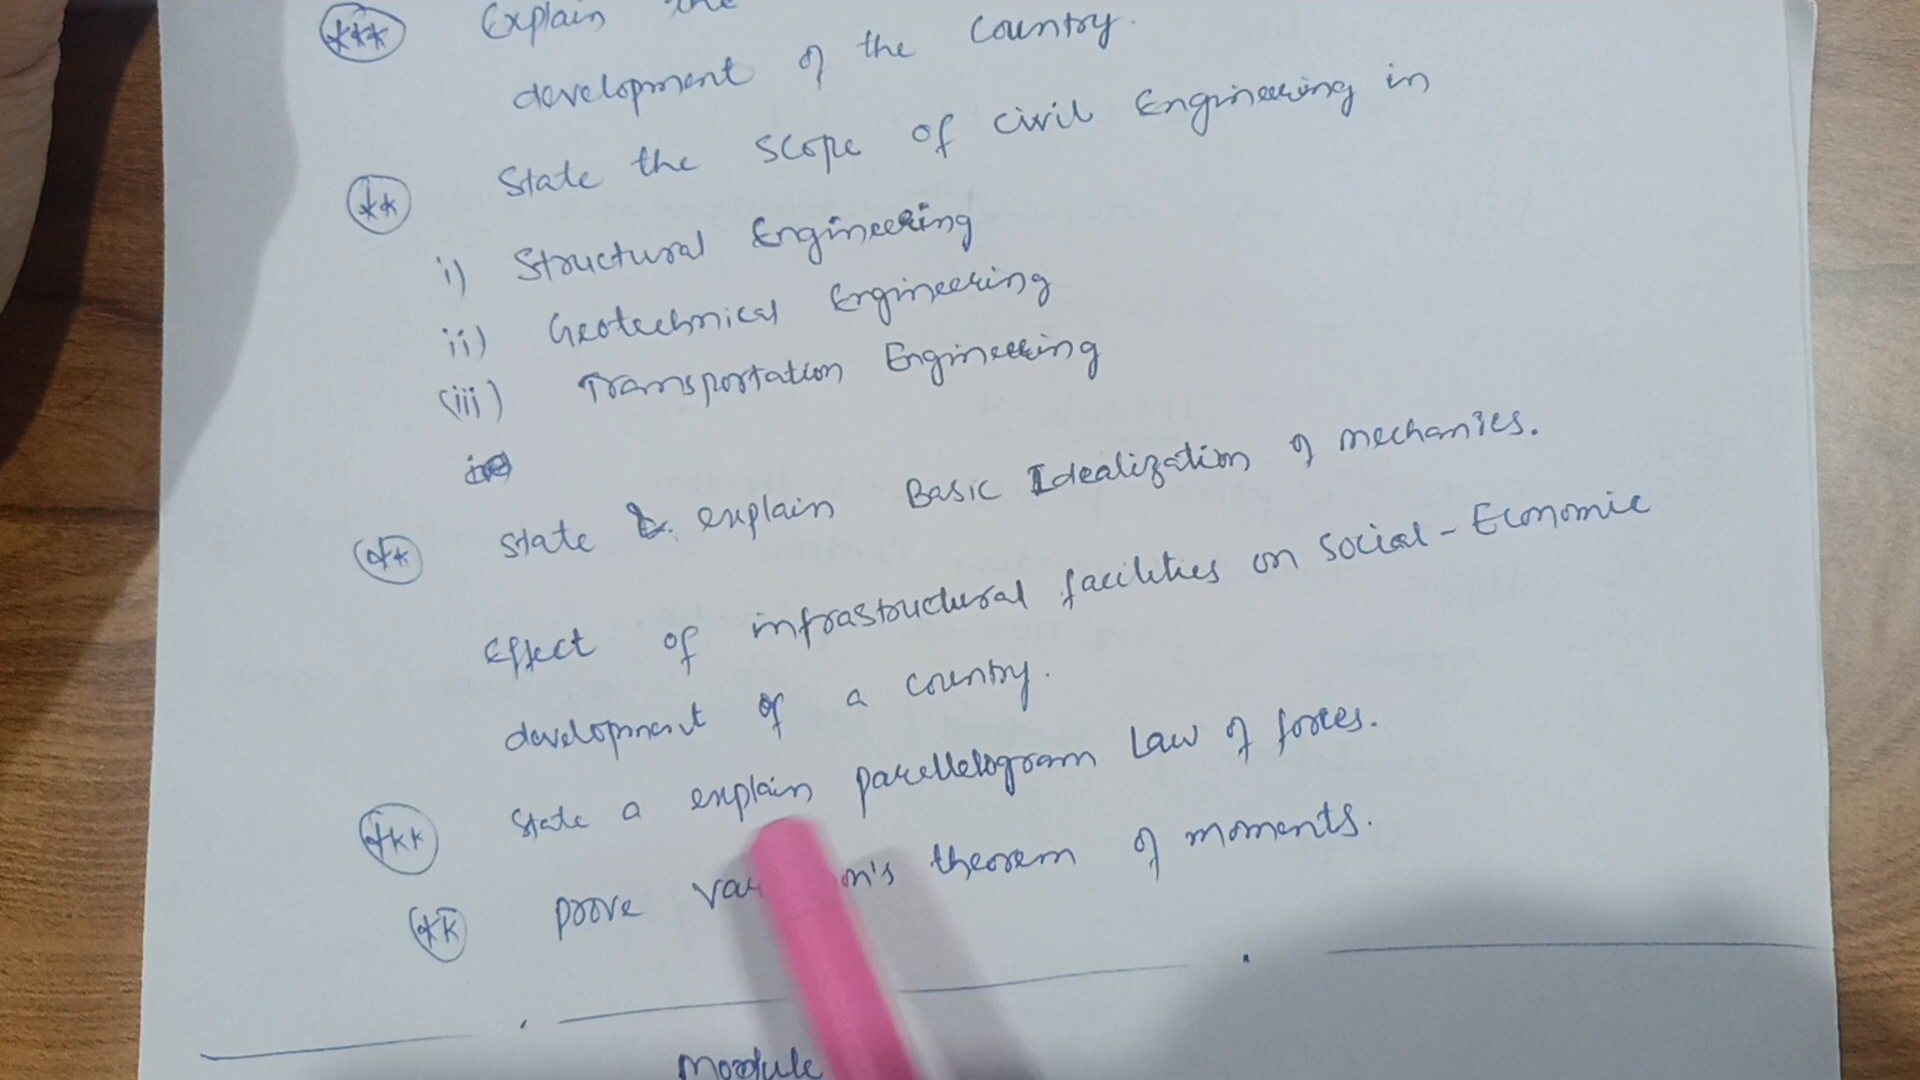 *** Explain the
development of the country.
** State the scope of civil Engineering in
i) Structural Engineering
ii) Geotechnical Engineering
(iii) Transportation Engineering
** state & explain Basic Idealization of mechanics.
Effect of infrastructural facilities on social-Economic
development of a country.
*** state a explain parellelogram Law of forces.
** prove theorem of moments.
Module